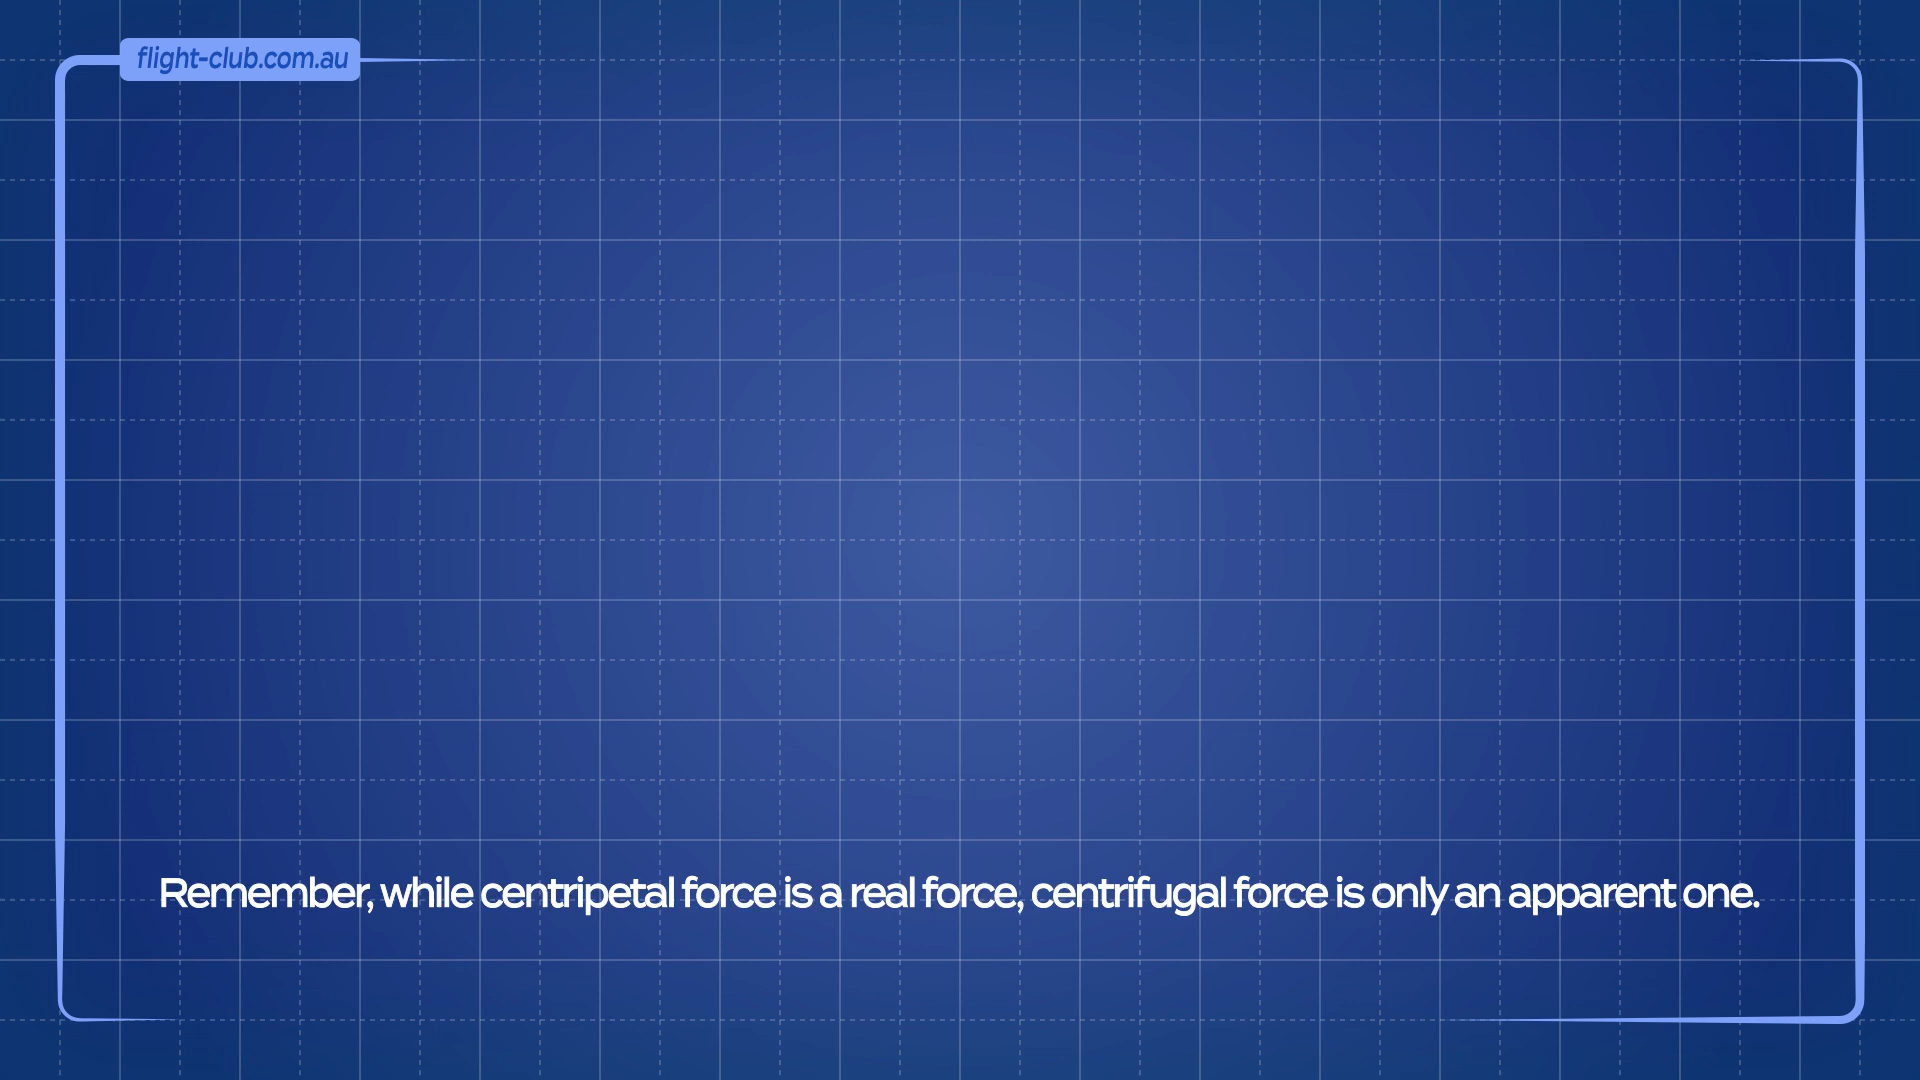 flight-club.com.au
Remember, while centripetal force is a real force, centrifugal force is only an apparent one.